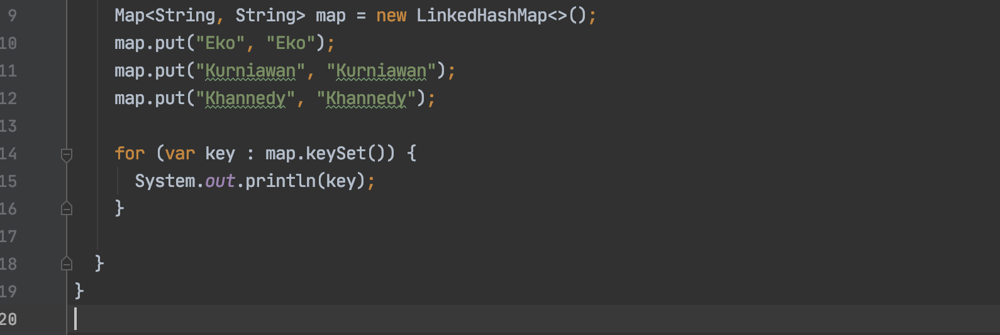 9 Map<String, String> map = new LinkedHashMap<>();
10 map.put("Eko", "Eko");
11 map.put("Kurniawan", "Kurniawan");
12 map.put("Khannedy", "Khannedy");
13
14 for (var key : map.keySet()) {
15 System.out.println(key);
16 }
17
18 }
19 }
20